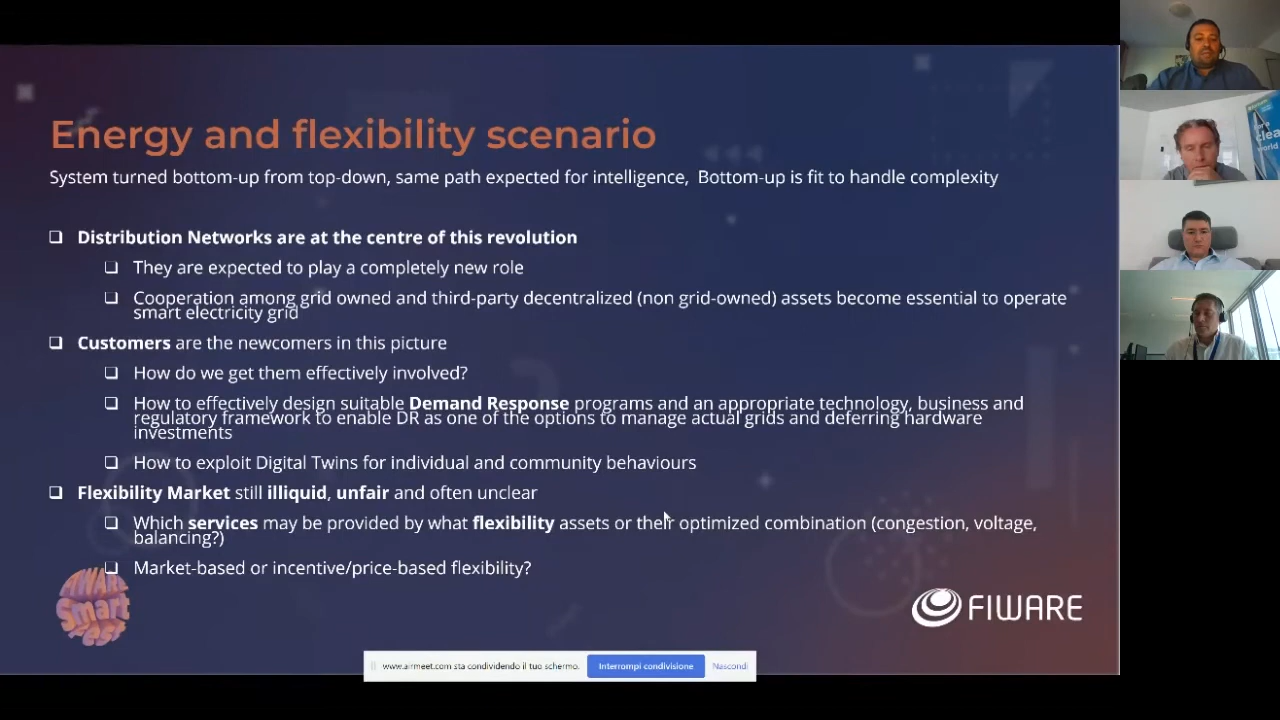 Energy and flexibility scenario
System turned bottom-up from top-down, same path expected for intelligence, Bottom-up is fit to handle complexity
Distribution Networks are at the centre of this revolution
They are expected to play a completely new role
Cooperation among grid owned and third-party decentralized (non grid-owned) assets become essential to operate
smart electricity grid
Customers are the newcomers in this picture
How do we get them effectively involved?
How to effectively design suitable Demand Response programs and an appropriate technology, business and
regulatory framework to enable DR as one of the options to manage actual grids and deferring hardware
investments
How to exploit Digital Twins for individual and community behaviours
Flexibility Market still illiquid, unfair and often unclear
Which services may be provided by what flexibility assets or their optimized combination (congestion, voltage,
balancing?)
Market-based or incentive/price-based flexibility?
Smart
FIWARE
www.airmeet.com sta condividendo il tuo schermo.
Interrompi condivisione
Nascondi
clea
world